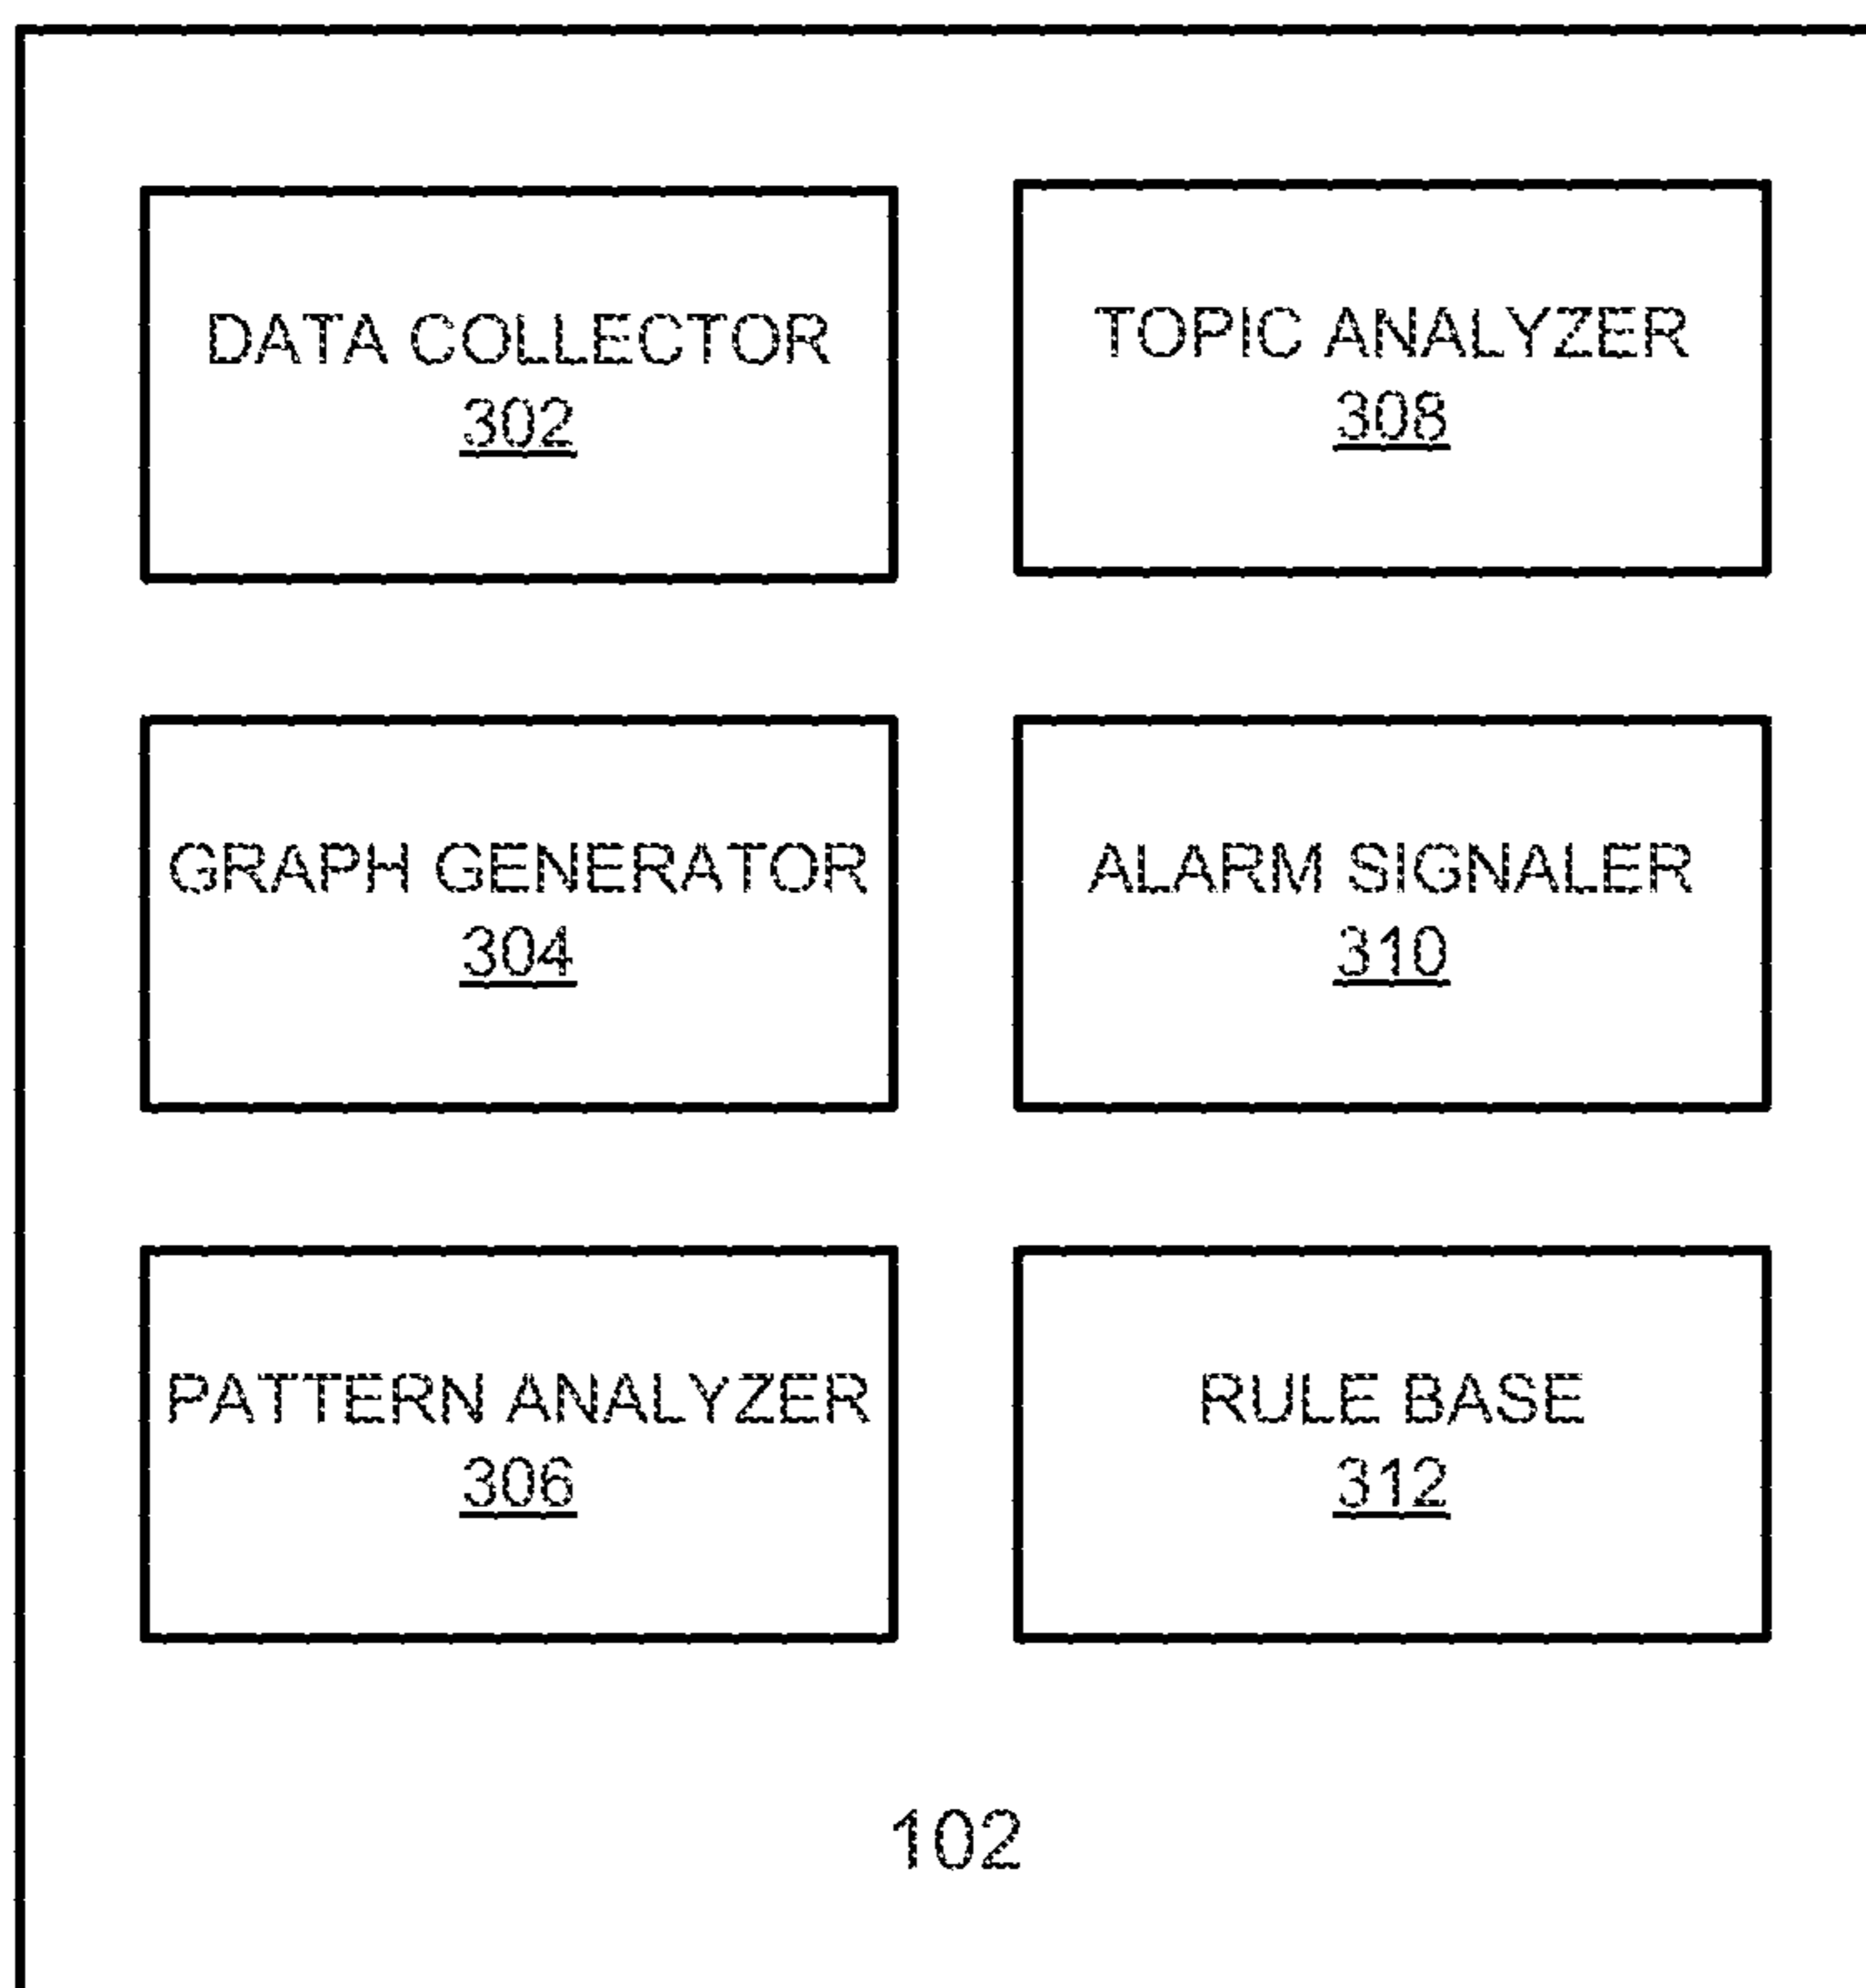 DATA COLLECTOR
302
TOPIC ANALYZER
308
GRAPH GENERATOR
304
ALARM SIGNALER
310
PATTERN ANALYZER
306
RULE BASE
312
102